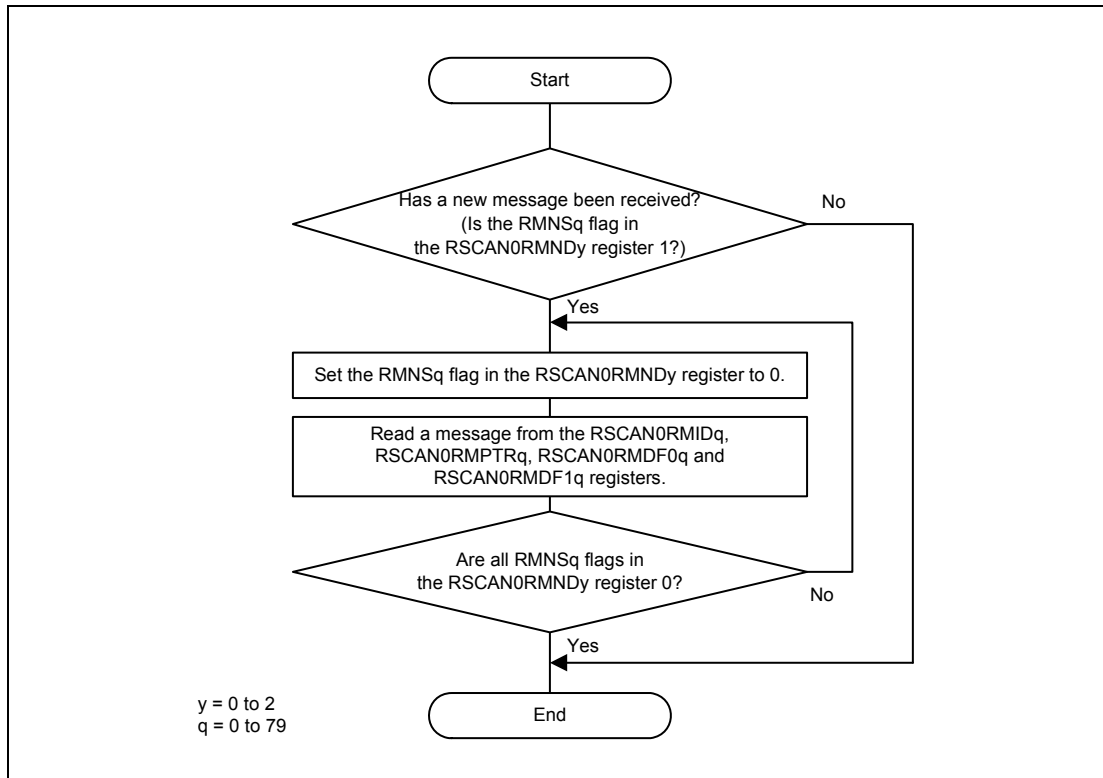 Start
Has a new message been received?
(Is the RMNSq flag in
the RSCAN0RMNDy register 1?)
No
Yes
Set the RMNSq flag in the RSCAN0RMNDy register to 0.
Read a message from the RSCAN0RMIDq,
RSCAN0RMPTRq, RSCAN0RMDF0q and
RSCAN0RMDF1q registers.
Are all RMNSq flags in
the RSCAN0RMNDy register 0?
No
Yes
End
y = 0 to 2
q = 0 to 79